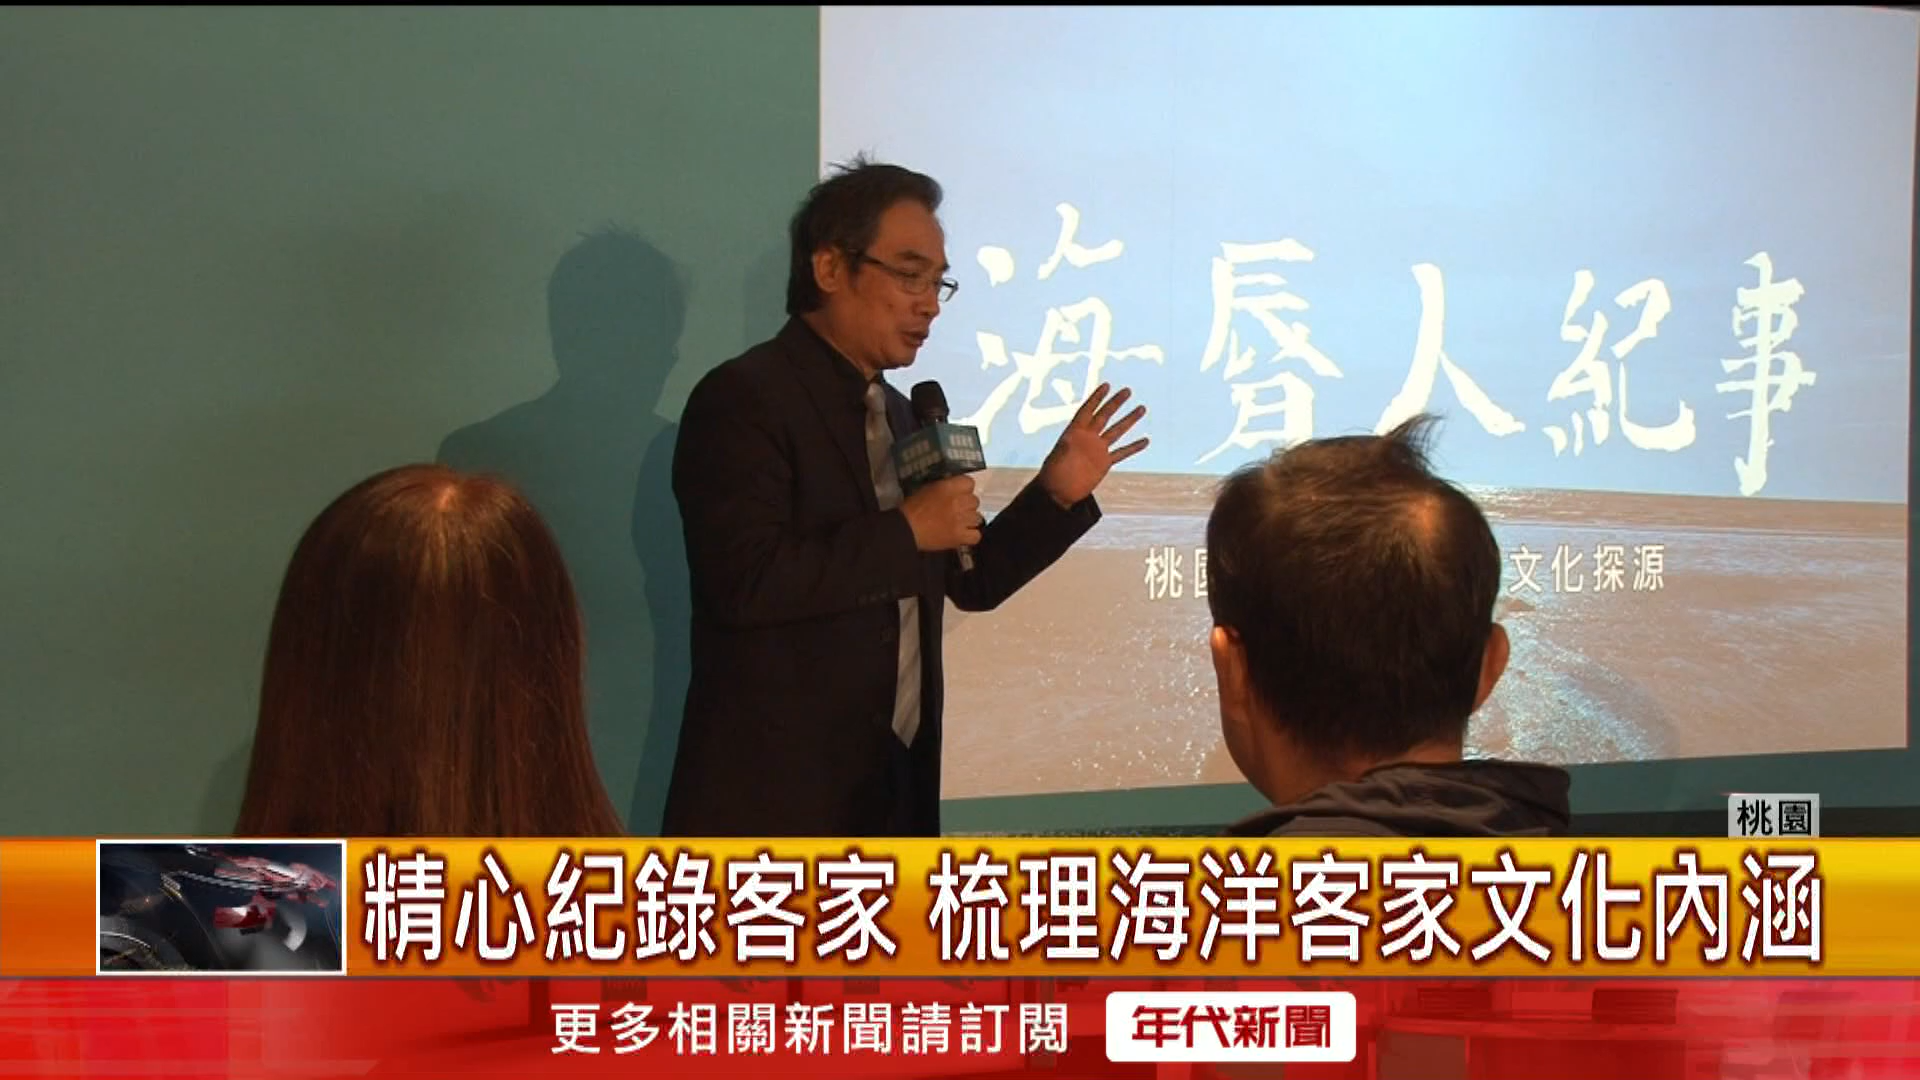 海脣人紀事
桃園
文化探源
桃園
精心紀錄客家 梳理海洋客家文化內涵
更多相關新聞請訂閱 年代新聞